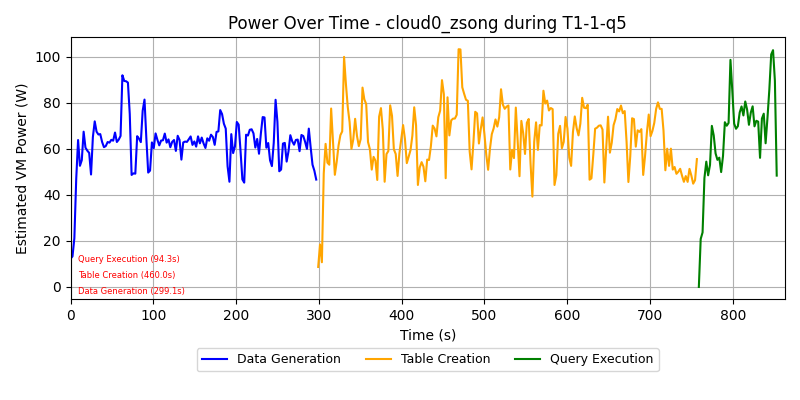 Power Over Time - cloud0_zsong during T1-1-q5
Estimated VM Power (W)
100
80
60
40
20
0
Query Execution (94.3s)
Table Creation (460.0s)
Data Generation (299.1s)
0 100 200 300 400 500 600 700 800
Time (s)
Data Generation Table Creation Query Execution